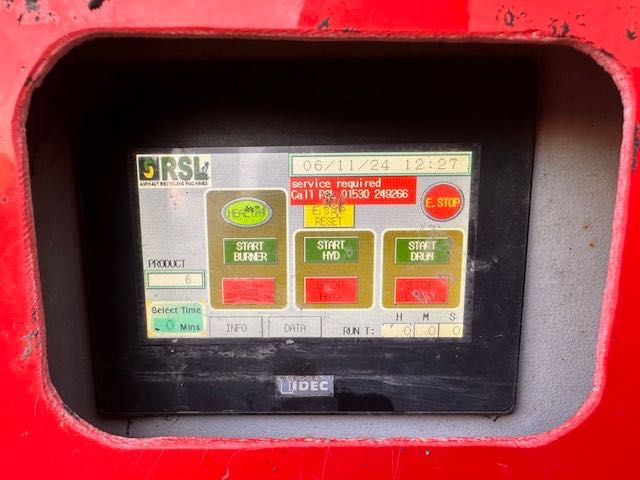 RSL
ASPHALT RECYCLING MACHINES
06/11/24 12:27
service required
Call RSL 01530 249266
HEALTHY
E.STOP
RESET
E.STOP
START
BURNER
START
HYD
START
DRUM
STOP
HYD
STOP
PRODUCT
6
Select Time
0 Mins
INFO
DATA
RUN T:
H M S
0 0 0
IDEC